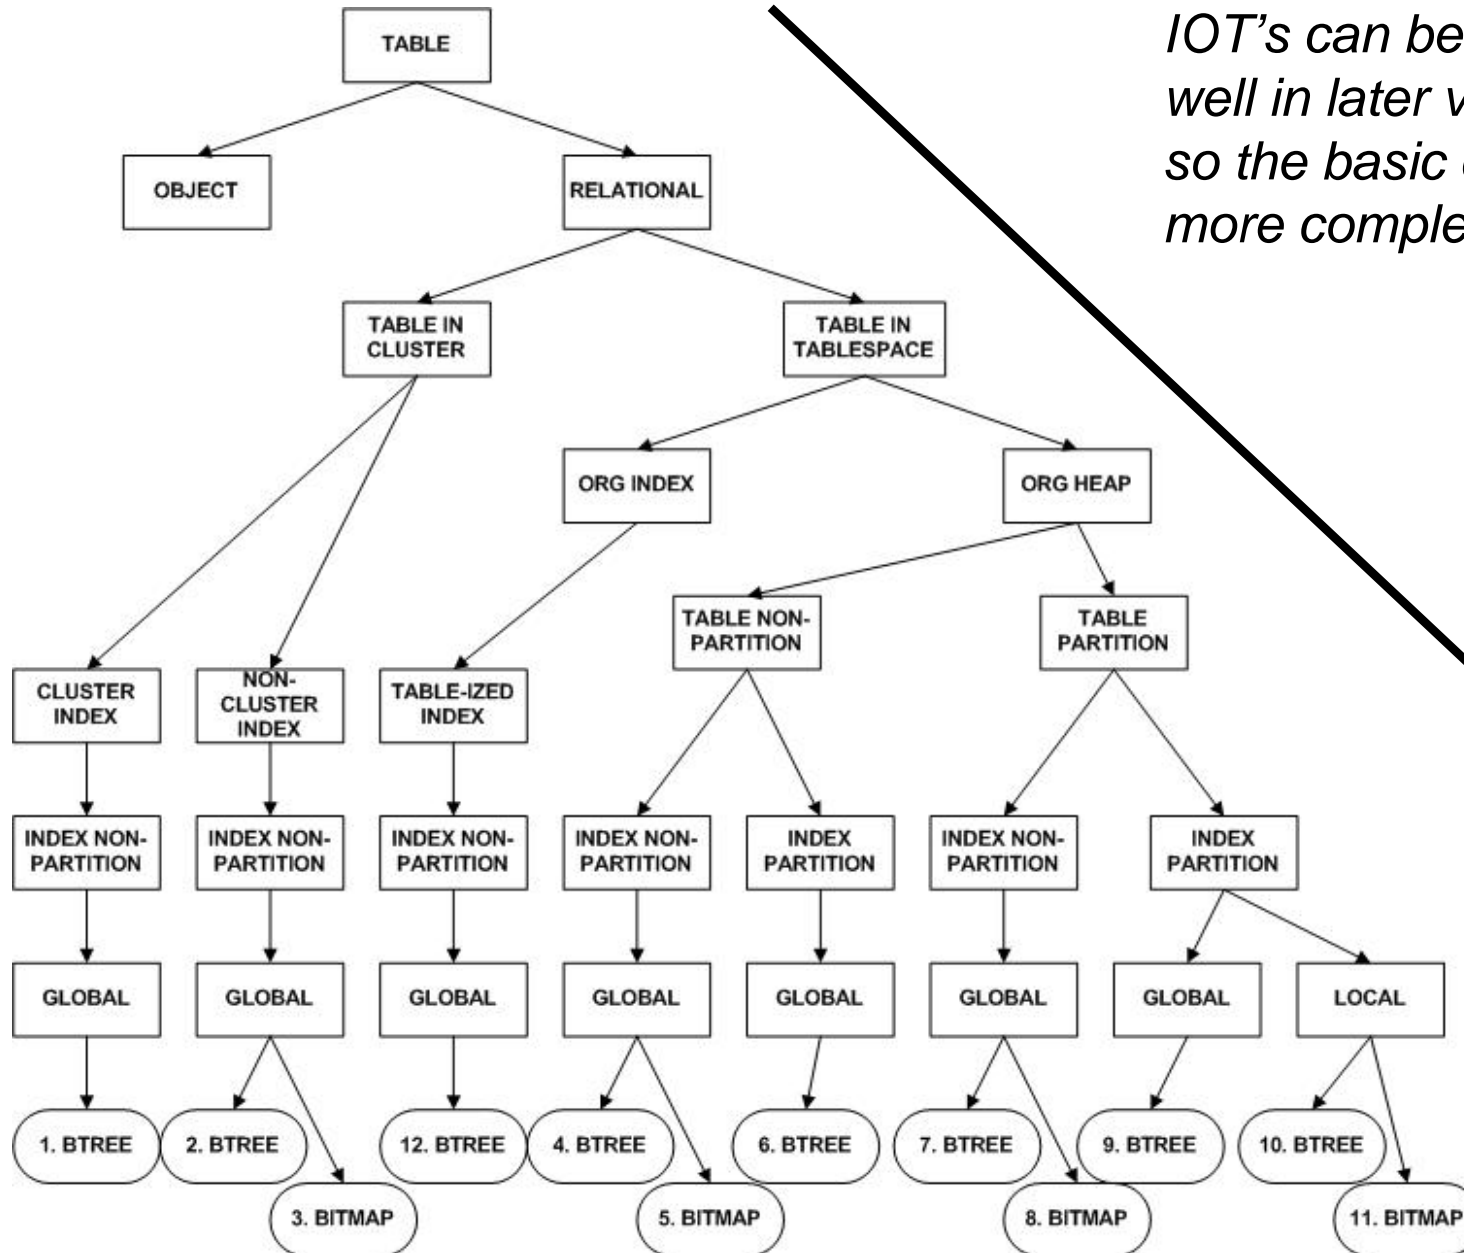 IOT’s can be
well in later v
so the basic
more comple
TABLE
OBJECT
RELATIONAL
TABLE IN
CLUSTER
TABLE IN
TABLESPACE
ORG INDEX
ORG HEAP
TABLE NON-
PARTITION
TABLE
PARTITION
CLUSTER
INDEX
NON-
CLUSTER
INDEX
TABLE-IZED
INDEX
INDEX NON-
PARTITION
INDEX NON-
PARTITION
INDEX NON-
PARTITION
INDEX NON-
PARTITION
INDEX
PARTITION
INDEX NON-
PARTITION
INDEX
PARTITION
GLOBAL
GLOBAL
GLOBAL
GLOBAL
GLOBAL
GLOBAL
GLOBAL
LOCAL
1. BTREE
2. BTREE
12. BTREE
4. BTREE
6. BTREE
7. BTREE
9. BTREE
10. BTREE
3. BITMAP
5. BITMAP
8. BITMAP
11. BITMAP